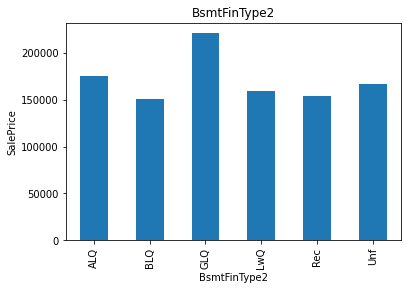 BsmtFinType2
SalePrice
200000
150000
100000
50000
0
ALQ
BLQ
GLQ
LwQ
Rec
Unf
BsmtFinType2